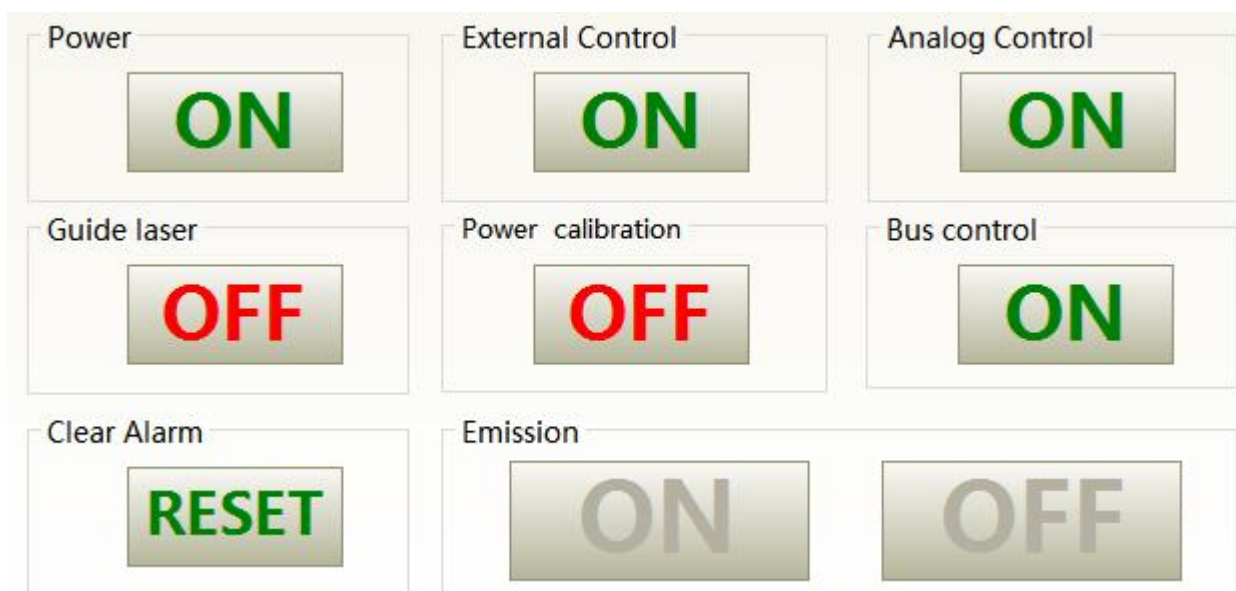 Power External Control Analog Control
ON ON ON
Guide laser Power calibration Bus control
OFF OFF ON
Clear Alarm Emission
RESET ON OFF